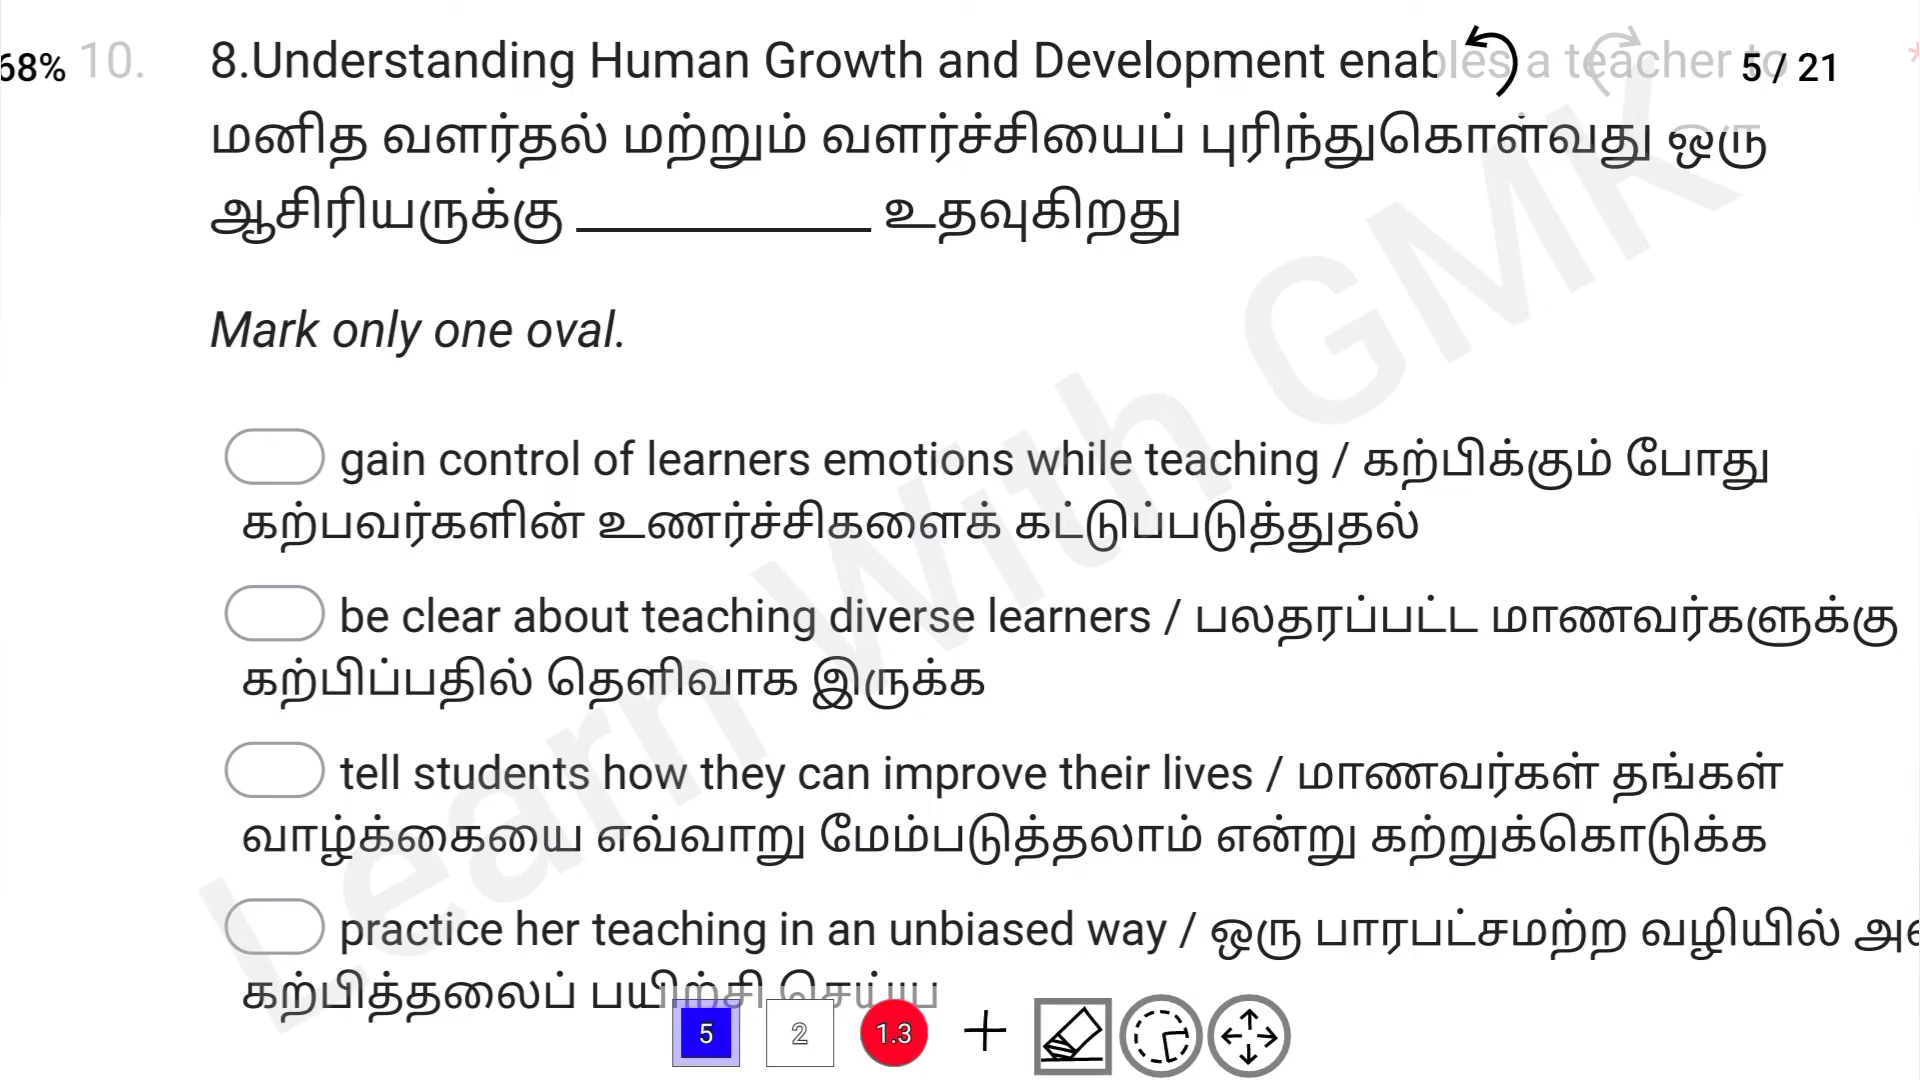 68% 10. 8.Understanding Human Growth and Development enables a teacher to 5 / 21 *
மனித வளர்தல் மற்றும் வளர்ச்சியைப் புரிந்துகொள்வது ஒரு
ஆசிரியருக்கு ____________ உதவுகிறது
Mark only one oval.
gain control of learners emotions while teaching / கற்பிக்கும் போது
கற்பவர்களின் உணர்ச்சிகளைக் கட்டுப்படுத்துதல்
be clear about teaching diverse learners / பலதரப்பட்ட மாணவர்களுக்கு
கற்பிப்பதில் தெளிவாக இருக்க
tell students how they can improve their lives / மாணவர்கள் தங்கள்
வாழ்க்கையை எவ்வாறு மேம்படுத்தலாம் என்று கற்றுக்கொடுக்க
practice her teaching in an unbiased way / ஒரு பாரபட்சமற்ற வழியில்
கற்பித்தலைப் பயிற்சி செய்ய
5 2 1.3 +
Learn With GMK